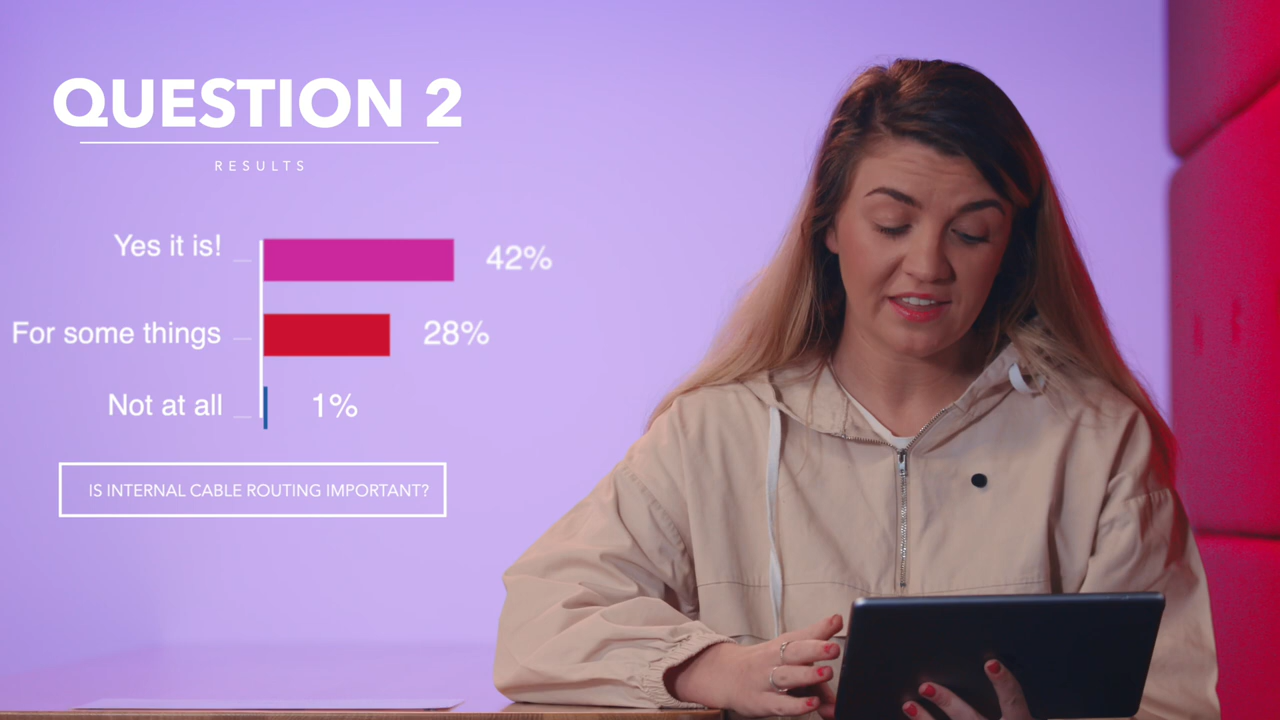 QUESTION 2
RESULTS
Yes it is! 42%
For some things 28%
Not at all 1%
IS INTERNAL CABLE ROUTING IMPORTANT?